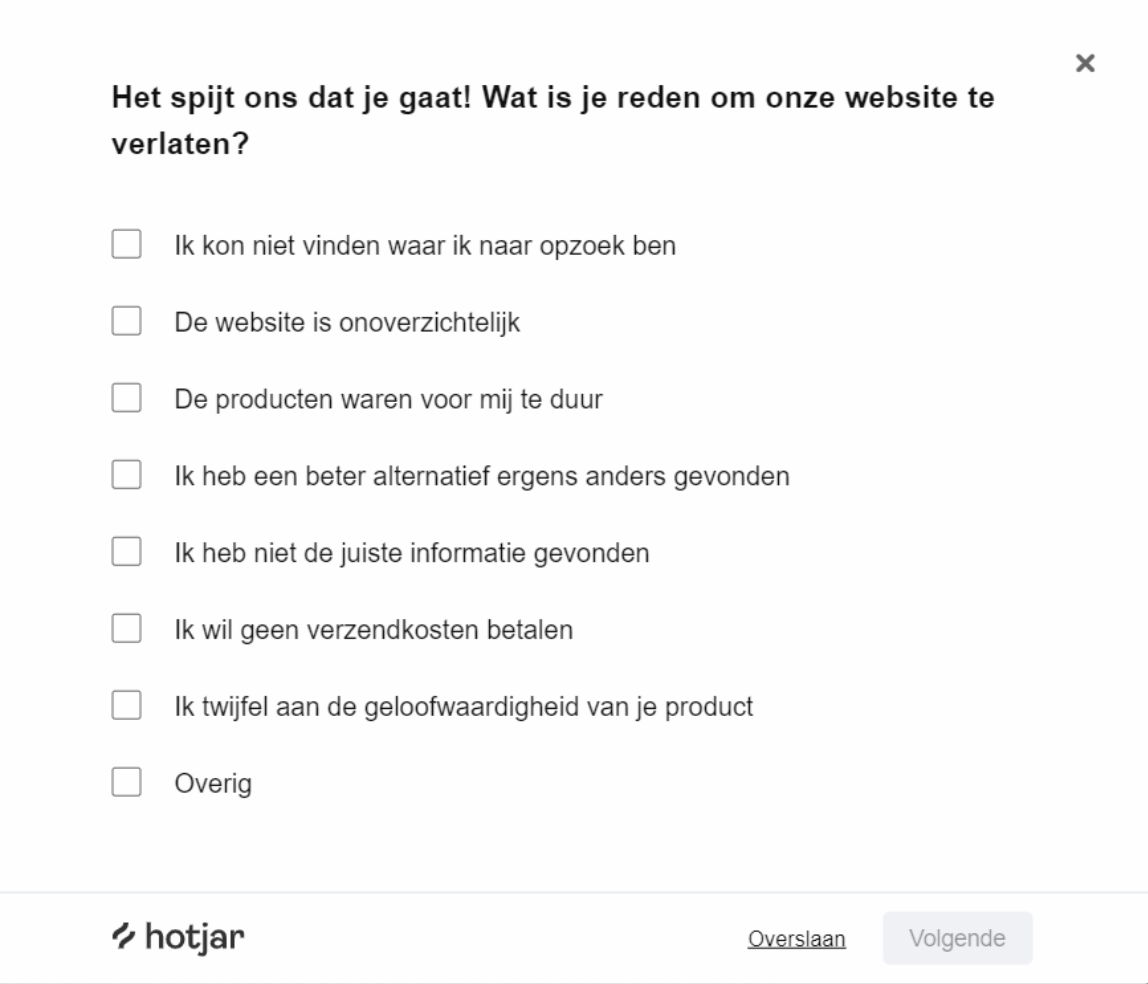 Het spijt ons dat je gaat! Wat is je reden om onze website te
verlaten?
Ik kon niet vinden waar ik naar opzoek ben
De website is onoverzichtelijk
De producten waren voor mij te duur
Ik heb een beter alternatief ergens anders gevonden
Ik heb niet de juiste informatie gevonden
Ik wil geen verzendkosten betalen
Ik twijfel aan de geloofwaardigheid van je product
Overig
hotjar
Overslaan
Volgende